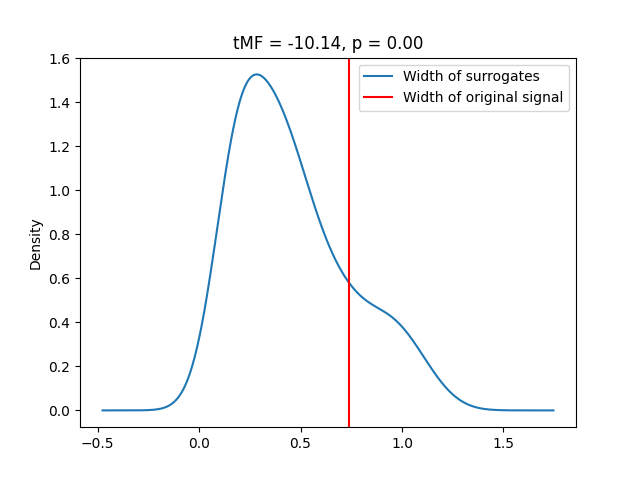 tMF = -10.14, p = 0.00
Width of surrogates
Width of original signal
Density
1.6
1.4
1.2
1.0
0.8
0.6
0.4
0.2
0.0
−0.5 0.0 0.5 1.0 1.5